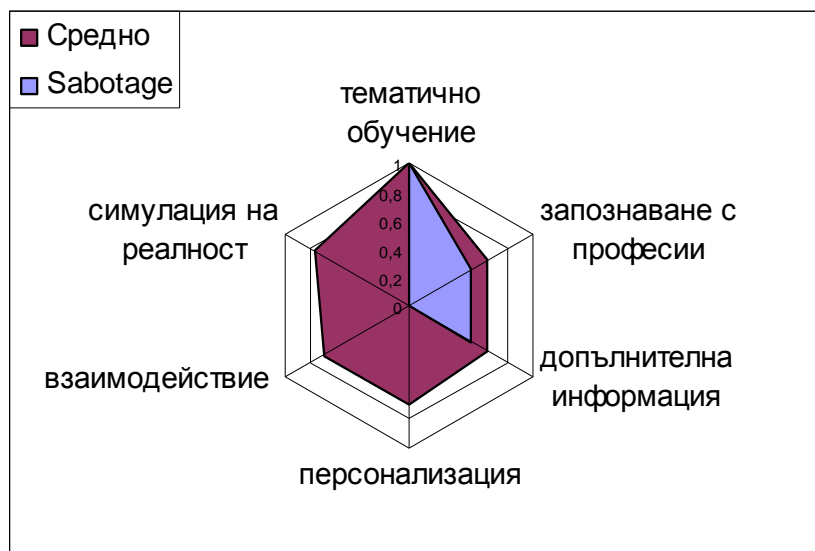 Средно
Sabotage
тематично
обучение
1
0,8
0,6
0,4
0,2
0
симулация на
реалност
запознаване с
професии
взаимодействие
допълнителна
информация
персонализация